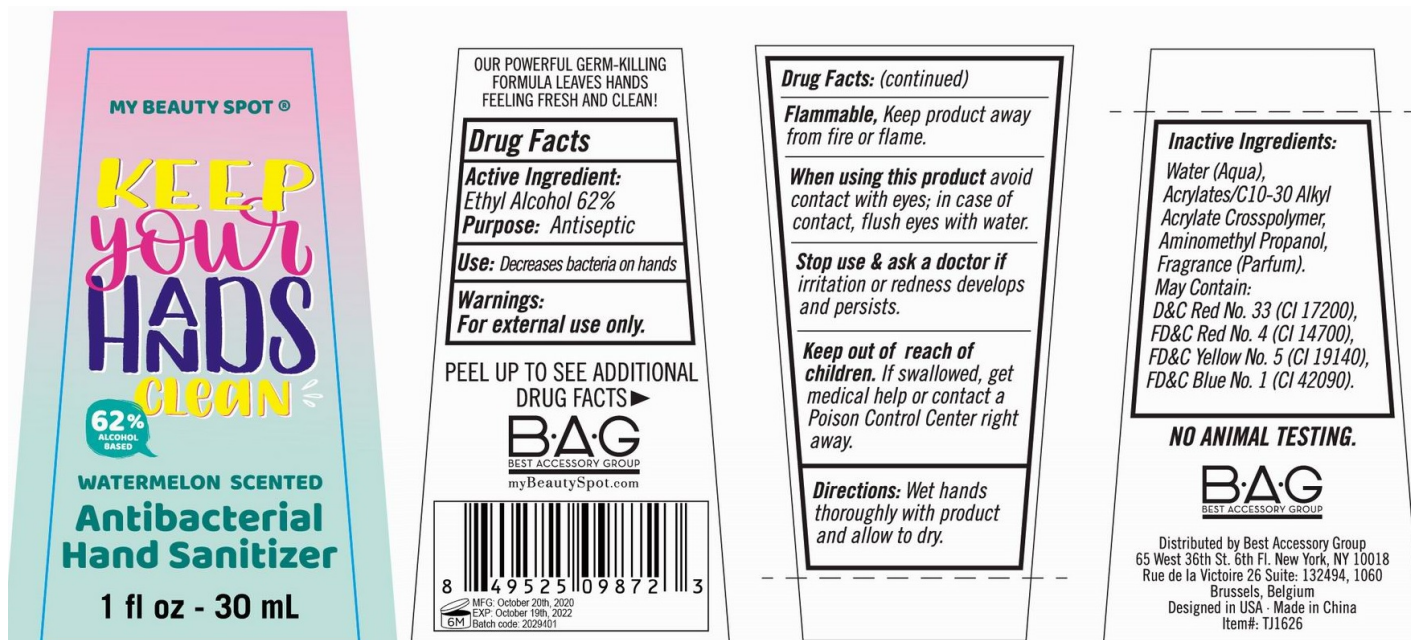 MY BEAUTY SPOT ®
KEEP
your
HANDS
CLEAN
62%
ALCOHOL
BASED
WATERMELON SCENTED
Antibacterial
Hand Sanitizer
1 fl oz - 30 mL
OUR POWERFUL GERM-KILLING
FORMULA LEAVES HANDS
FEELING FRESH AND CLEAN!
Drug Facts
Active Ingredient:
Ethyl Alcohol 62%
Purpose: Antiseptic
Use: Decreases bacteria on hands
Warnings:
For external use only.
PEEL UP TO SEE ADDITIONAL
DRUG FACTS►
B·A·G
BEST ACCESSORY GROUP
myBeautySpot.com
8 49525 09872 3
6M
MFG: October 20th, 2020
EXP: October 19th, 2022
Batch code: 2029401
Drug Facts: (continued)
Flammable, Keep product away
from fire or flame.
When using this product avoid
contact with eyes; in case of
contact, flush eyes with water.
Stop use & ask a doctor if
irritation or redness develops
and persists.
Keep out of reach of
children. If swallowed, get
medical help or contact a
Poison Control Center right
away.
Directions: Wet hands
thoroughly with product
and allow to dry.
Inactive Ingredients:
Water (Aqua),
Acrylates/C10-30 Alkyl
Acrylate Crosspolymer,
Aminomethyl Propanol,
Fragrance (Parfum).
May Contain:
D&C Red No. 33 (CI 17200),
FD&C Red No. 4 (CI 14700),
FD&C Yellow No. 5 (CI 19140),
FD&C Blue No. 1 (CI 42090).
NO ANIMAL TESTING.
B·A·G
BEST ACCESSORY GROUP
Distributed by Best Accessory Group
65 West 36th St. 6th Fl. New York, NY 10018
Rue de la Victoire 26 Suite: 132494, 1060
Brussels, Belgium
Designed in USA · Made in China
Item#: TJ1626